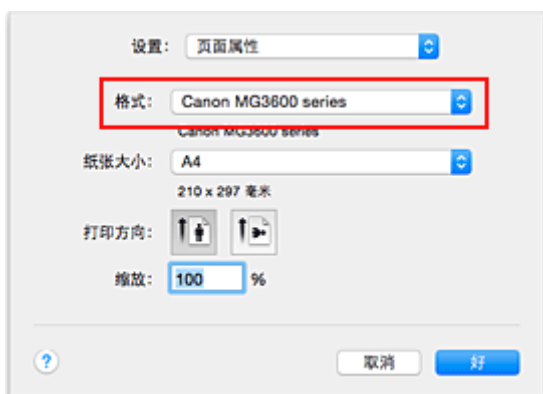 设置： 页面属性
格式： Canon MG3600 series
Canon MG3600 series
纸张大小： A4
210 x 297 毫米
打印方向：
缩放： 100 %
? 取消 好